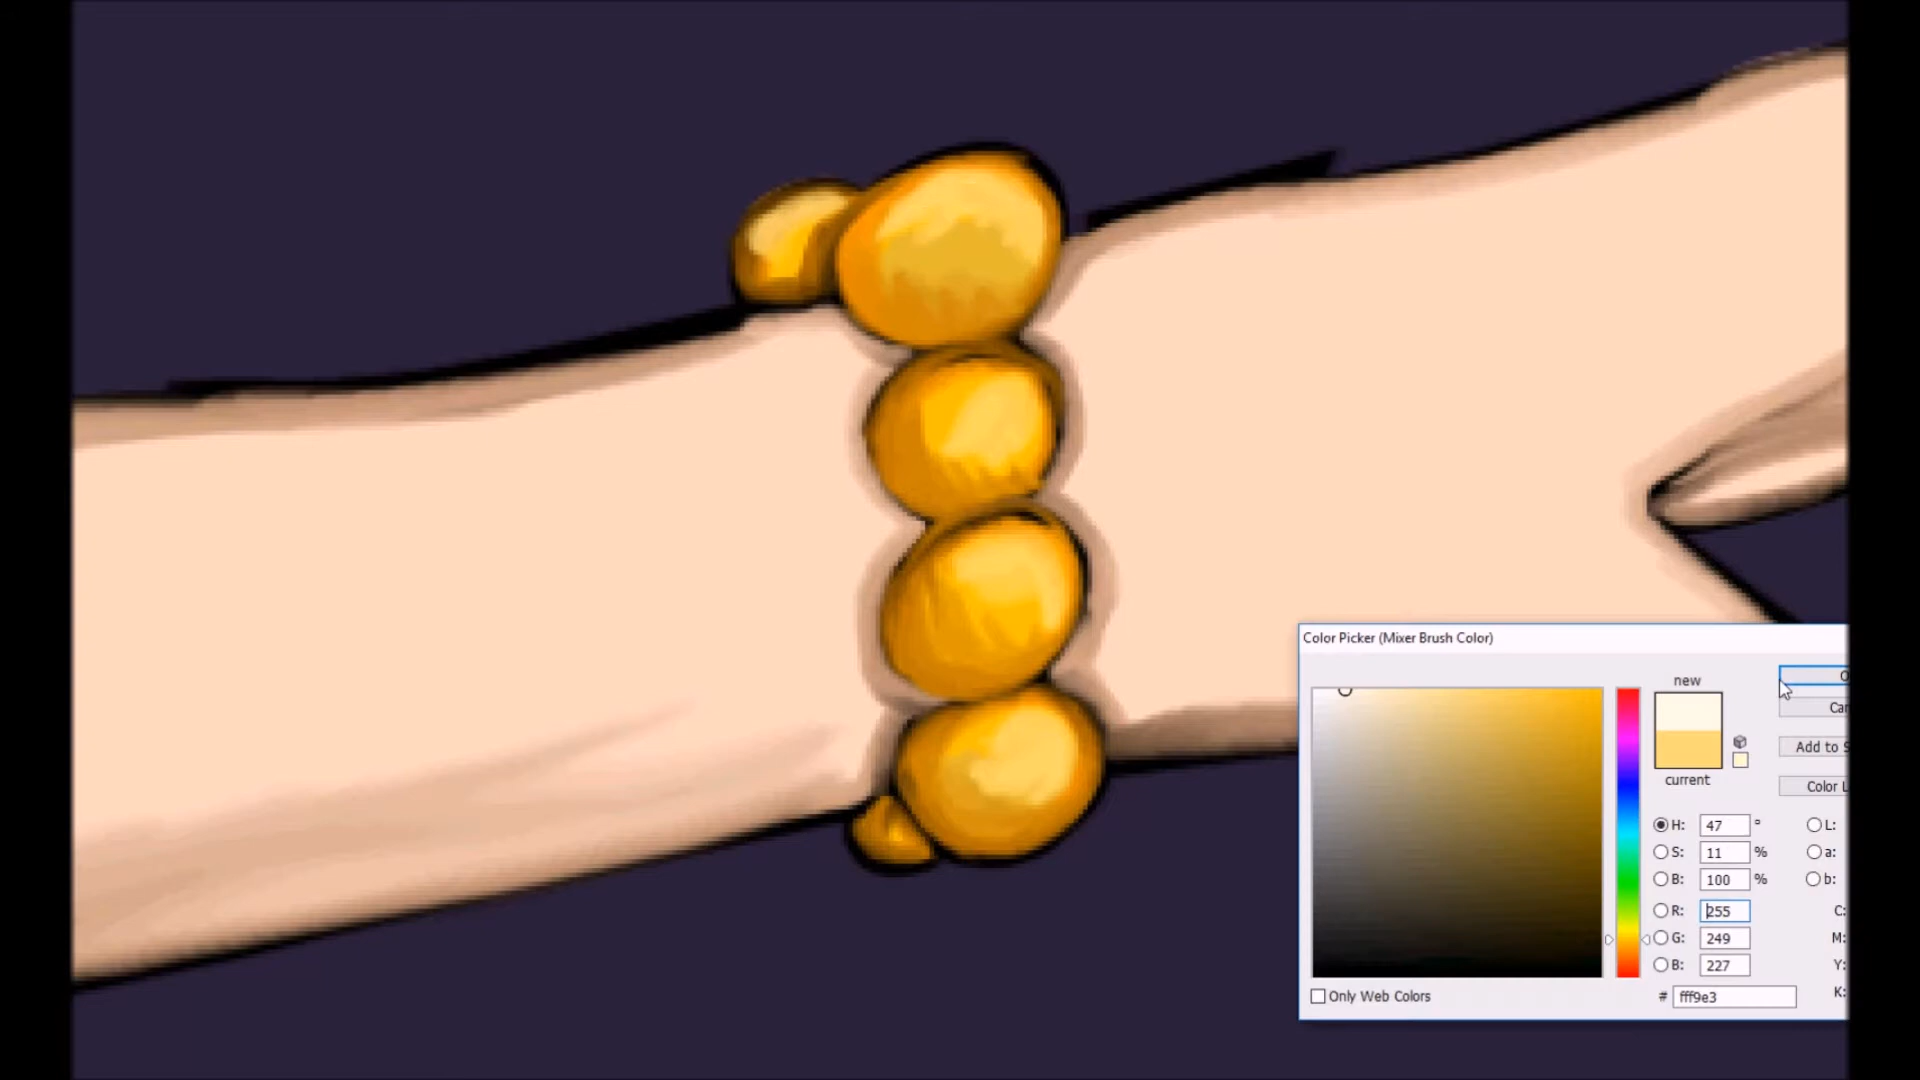 Color Picker (Mixer Brush Color)
new
current
Add to S
Color L
H: 47 °
S: 11 %
B: 100 %
R: 255
G: 249
B: 227
L:
a:
b:
C:
M:
Y:
K:
Only Web Colors
# fff9e3